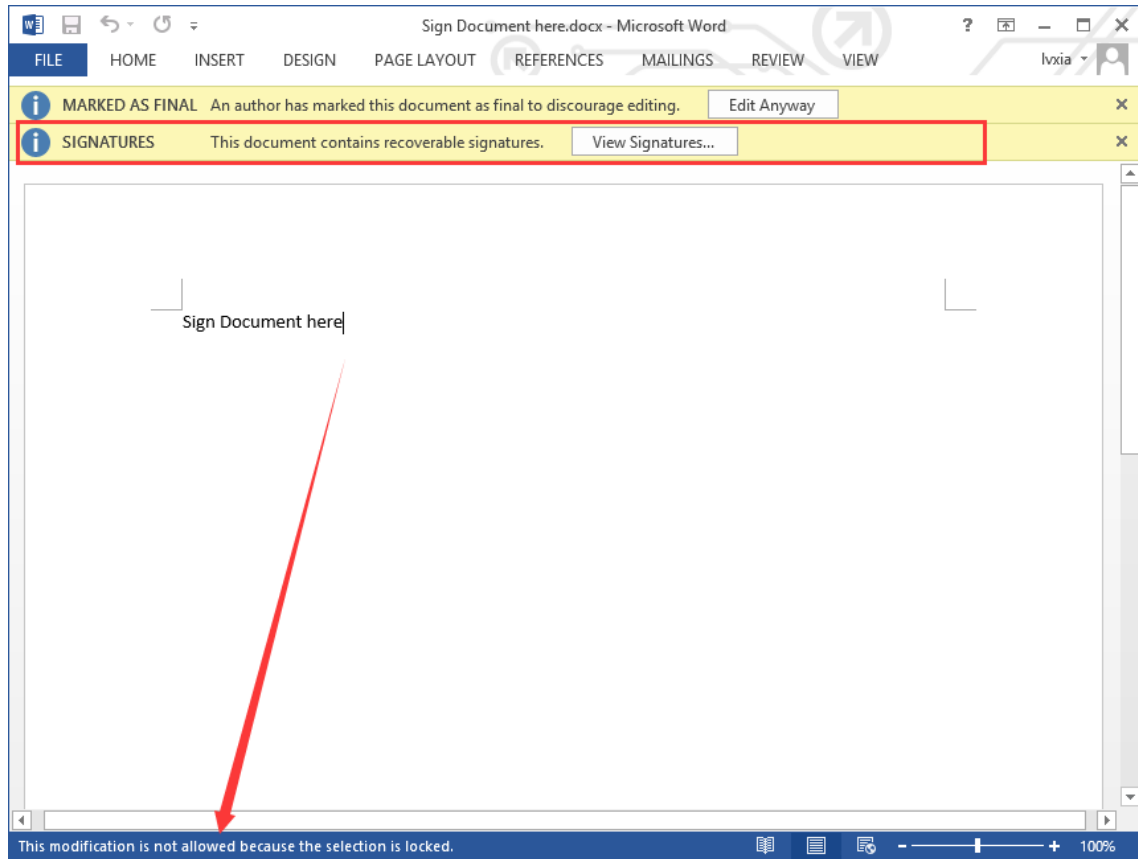 Sign Document here.docx - Microsoft Word ?
FILE HOME INSERT DESIGN PAGE LAYOUT REFERENCES MAILINGS REVIEW VIEW lvxia
MARKED AS FINAL An author has marked this document as final to discourage editing. Edit Anyway
SIGNATURES This document contains recoverable signatures. View Signatures...
Sign Document here
This modification is not allowed because the selection is locked. 100%